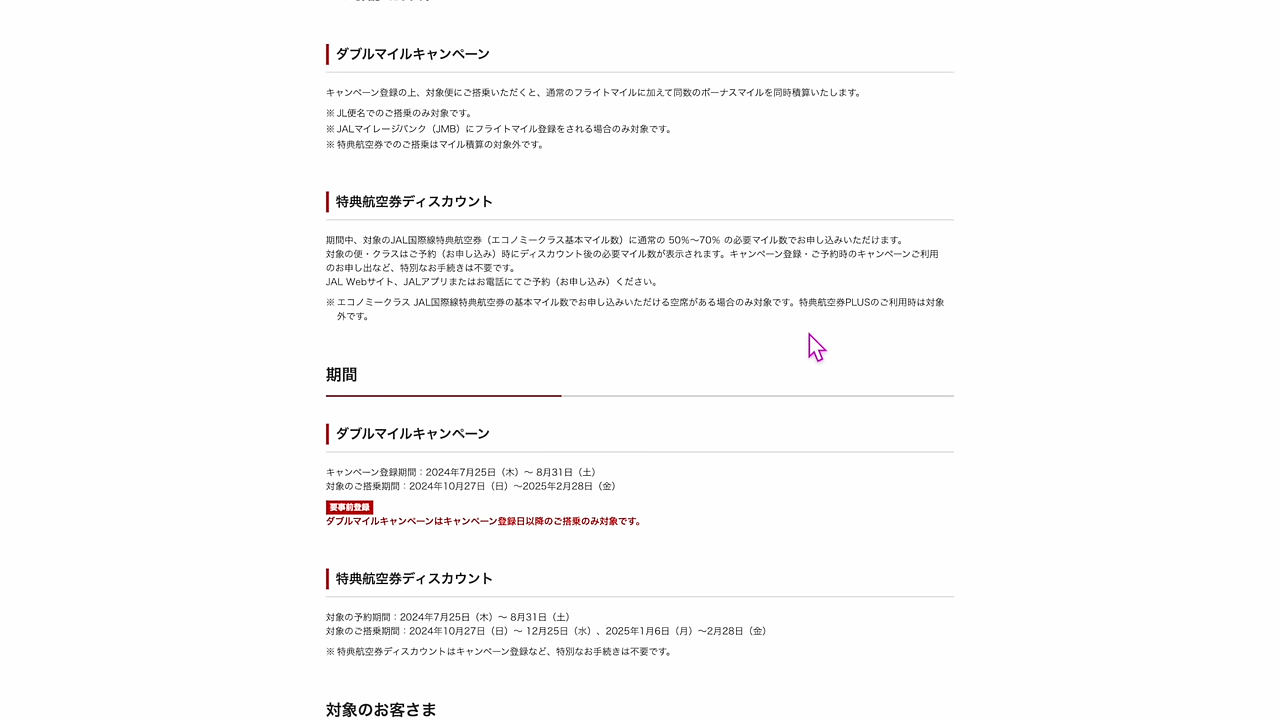 ダブルマイルキャンペーン
キャンペーン登録の上、対象便にご搭乗いただくと、通常のフライトマイルに加えて同数のボーナスマイルを同時積算いたします。
※ JL便名でのご搭乗のみ対象です。
※ JALマイレージバンク（JMB）にフライトマイル登録をされる場合のみ対象です。
※ 特典航空券でのご搭乗はマイル積算の対象外です。
特典航空券ディスカウント
期間中、対象のJAL国際線特典航空券（エコノミークラス基本マイル数）に通常の 50%～70% の必要マイル数でお申し込みいただけます。
対象の便・クラスはご予約（お申し込み）時にディスカウント後の必要マイル数が表示されます。キャンペーン登録・ご予約時のキャンペーンご利用
のお申し出など、特別なお手続きは不要です。
JAL Webサイト、JALアプリまたはお電話にてご予約（お申し込み）ください。
※ エコノミークラス JAL国際線特典航空券の基本マイル数でお申し込みいただける空席がある場合のみ対象です。特典航空券PLUSのご利用時は対象
外です。
期間
ダブルマイルキャンペーン
キャンペーン登録期間：2024年7月25日（木）～ 8月31日（土）
対象のご搭乗期間：2024年10月27日（日）～2025年2月28日（金）
要事前登録
ダブルマイルキャンペーンはキャンペーン登録日以降のご搭乗のみ対象です。
特典航空券ディスカウント
対象の予約期間：2024年7月25日（木）～ 8月31日（土）
対象のご搭乗期間：2024年10月27日（日）～ 12月25日（水）、2025年1月6日（月）～2月28日（金）
※ 特典航空券ディスカウントはキャンペーン登録など、特別なお手続きは不要です。
対象のお客さま